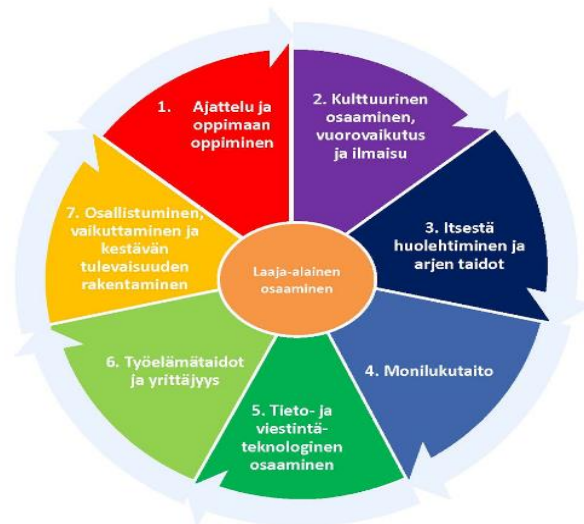 1. Ajattelu ja
oppimaan
oppiminen
2. Kulttuurinen
osaaminen,
vuorovaikutus
ja ilmaisu
3. Itsestä
huolehtiminen ja
arjen taidot
4. Monilukutaito
5. Tieto- ja
viestintä-
teknologinen
osaaminen
6. Työelämätaidot
ja yrittäjyys
7. Osallistuminen,
vaikuttaminen ja
kestävän
tulevaisuuden
rakentaminen
Laaja-alainen
osaaminen